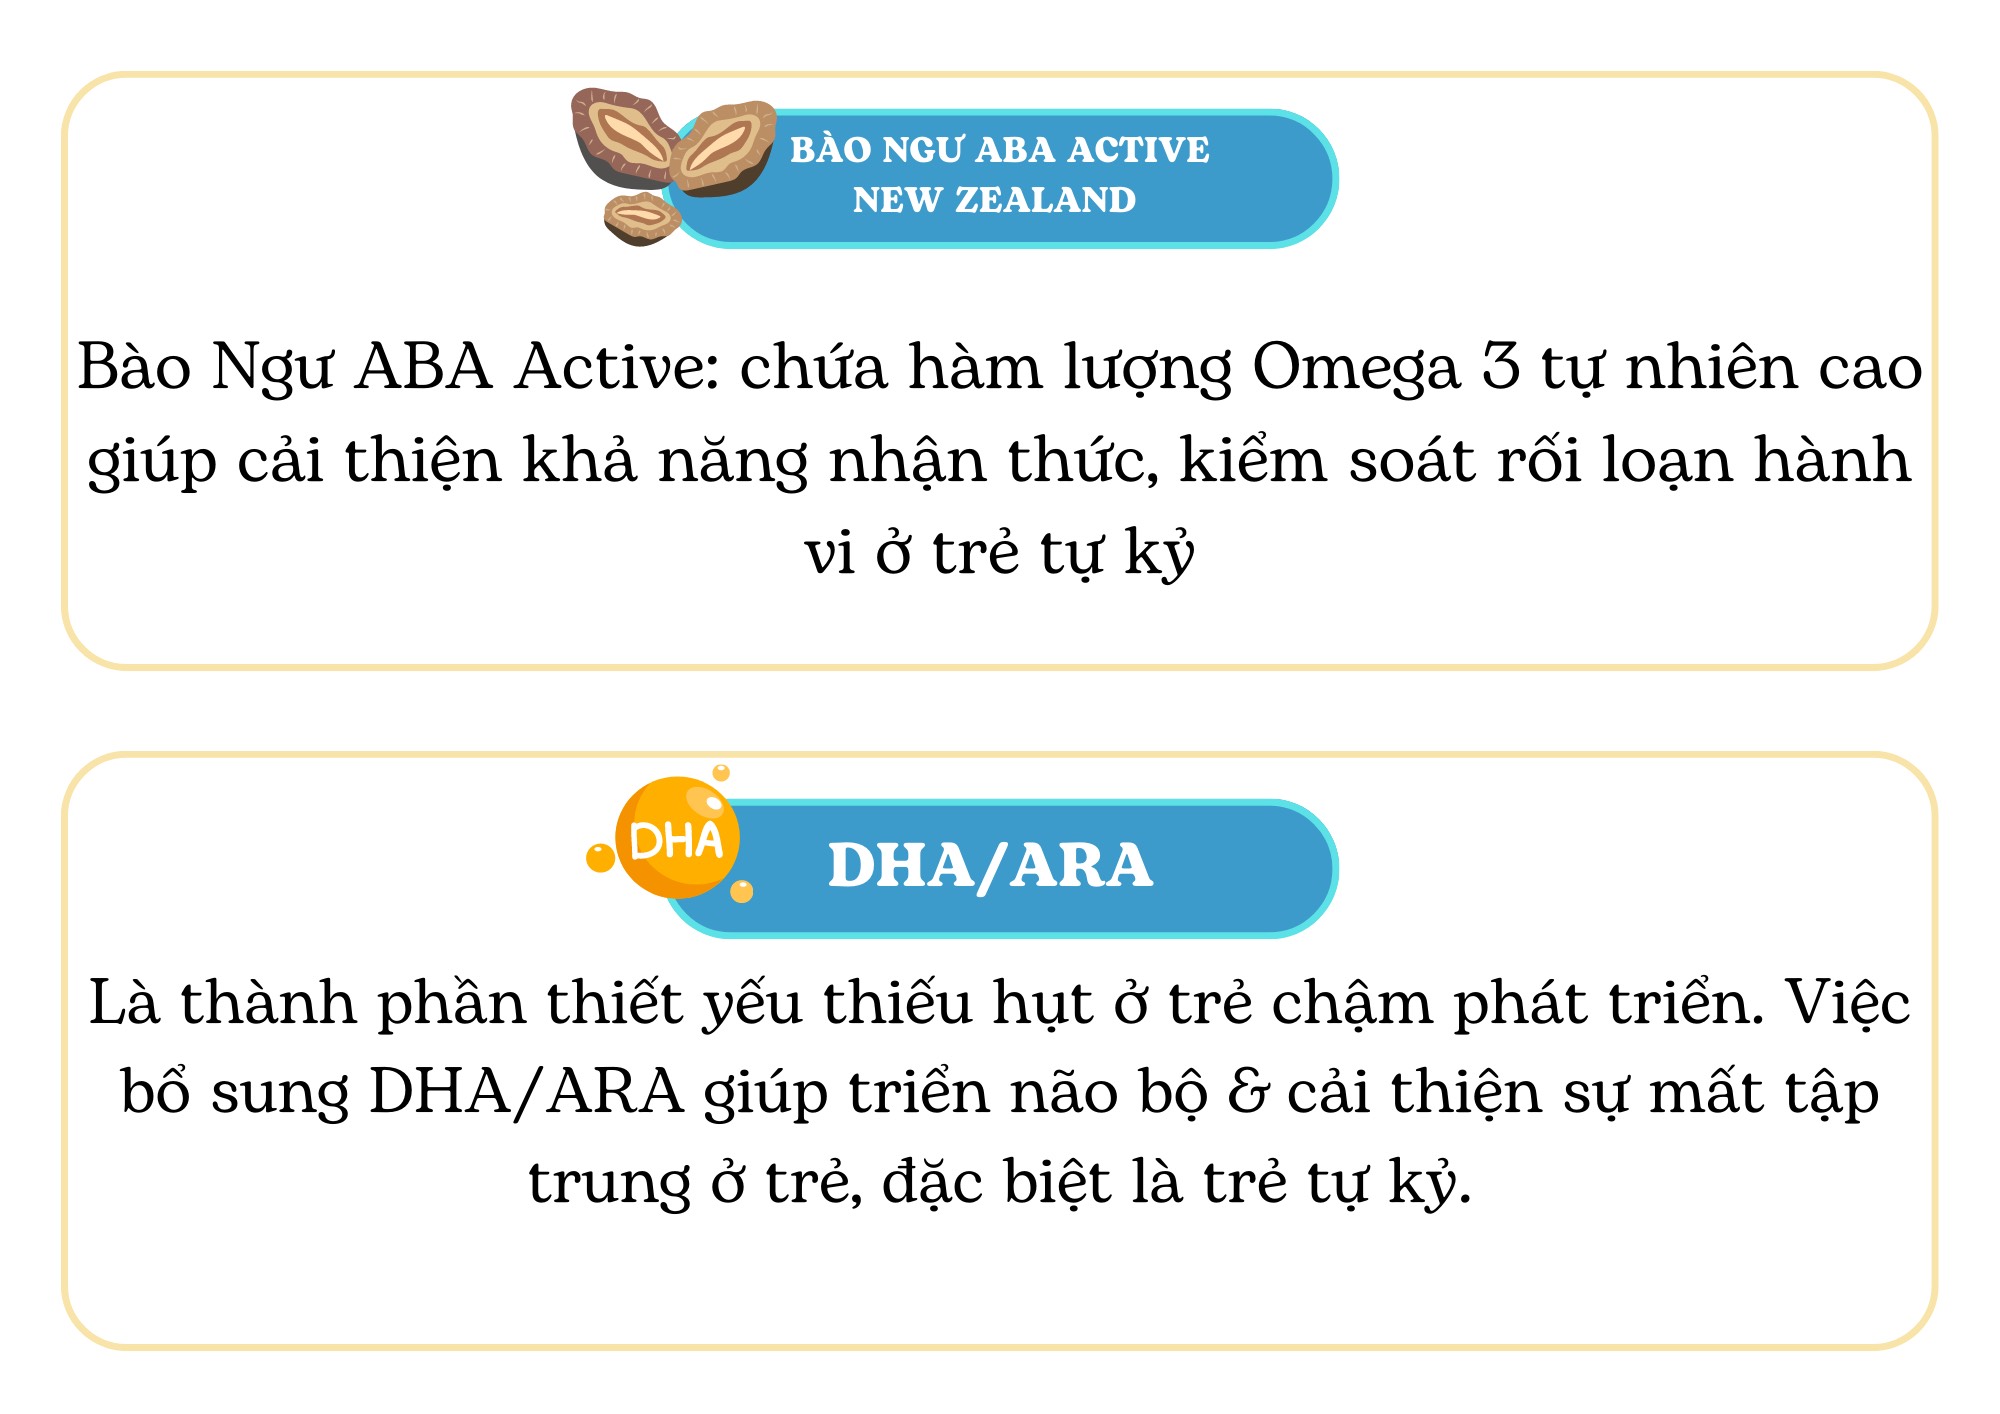 BÀO NGƯ ABA ACTIVE
NEW ZEALAND
Bào Ngư ABA Active: chứa hàm lượng Omega 3 tự nhiên cao
giúp cải thiện khả năng nhận thức, kiểm soát rối loạn hành
vi ở trẻ tự kỷ
DHA
DHA/ARA
Là thành phần thiết yếu thiếu hụt ở trẻ chậm phát triển. Việc
bổ sung DHA/ARA giúp triển não bộ & cải thiện sự mất tập
trung ở trẻ, đặc biệt là trẻ tự kỷ.